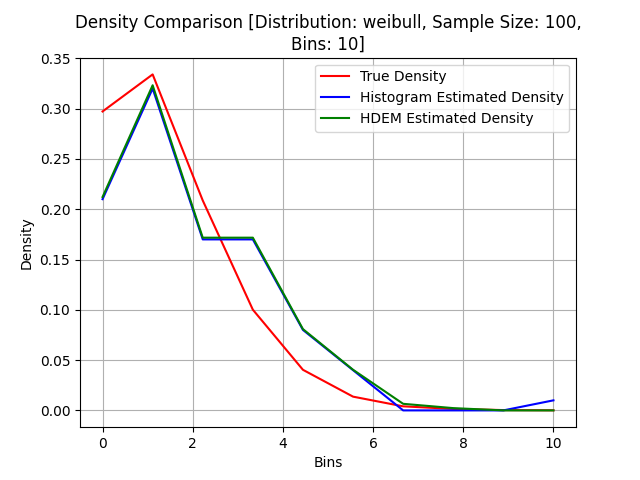 Density Comparison [Distribution: weibull, Sample Size: 100,
Bins: 10]
True Density
Histogram Estimated Density
HDEM Estimated Density
Density
0.35
0.30
0.25
0.20
0.15
0.10
0.05
0.00
0 2 4 6 8 10
Bins